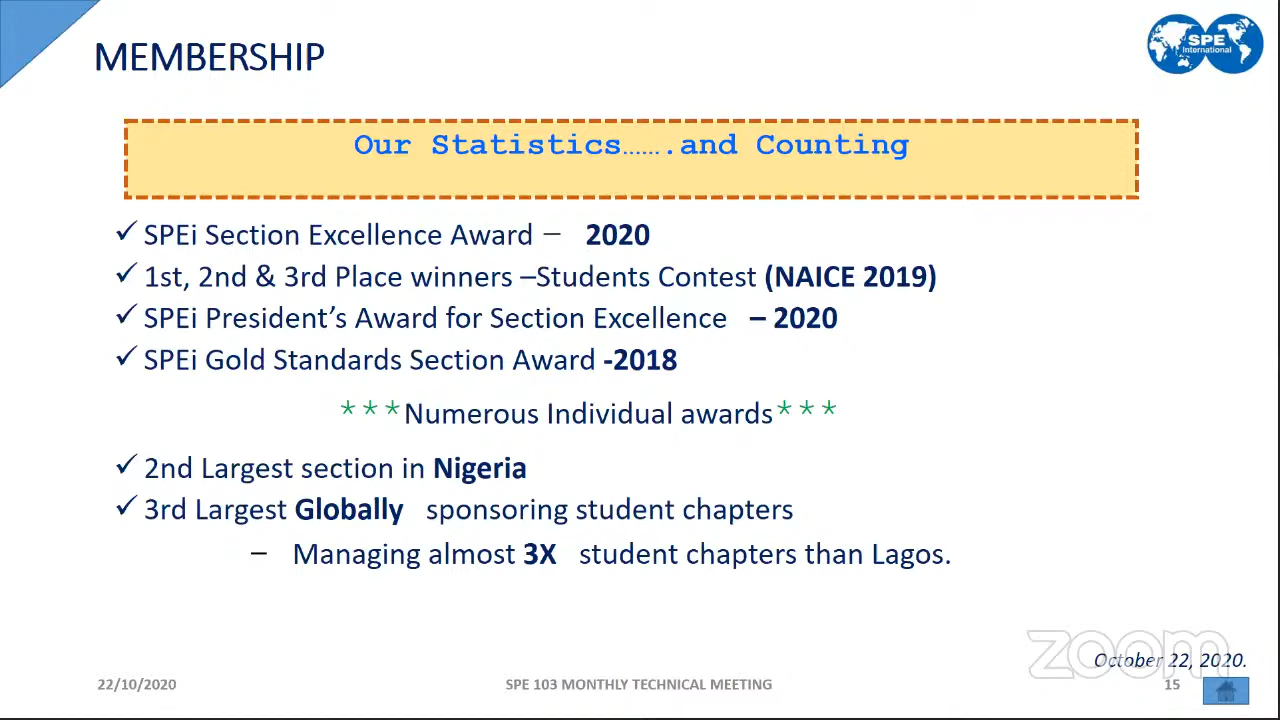 MEMBERSHIP
SPE
International
Our Statistics…….and Counting
✓ SPEi Section Excellence Award – 2020
✓ 1st, 2nd & 3rd Place winners –Students Contest (NAICE 2019)
✓ SPEi President's Award for Section Excellence – 2020
✓ SPEi Gold Standards Section Award -2018
***Numerous Individual awards***
✓ 2nd Largest section in Nigeria
✓ 3rd Largest Globally sponsoring student chapters
– Managing almost 3X student chapters than Lagos.
zoom
October 22, 2020.
22/10/2020 SPE 103 MONTHLY TECHNICAL MEETING 15